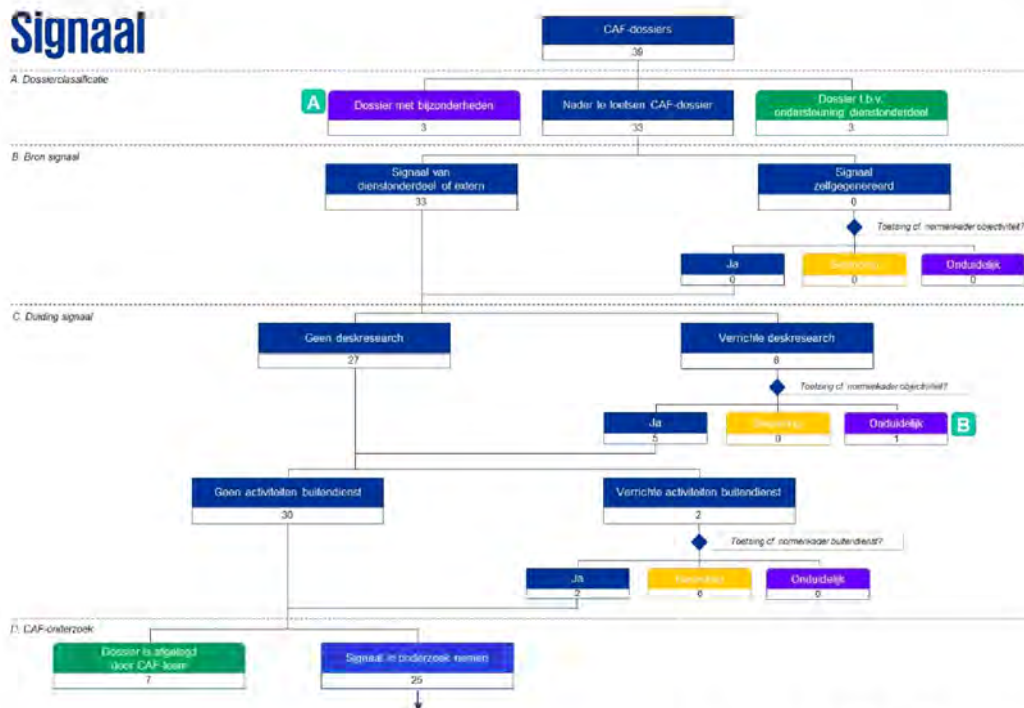 Signaal
CAF-dossiers
39
A. Dossierclassificatie
A
Dossier met bijzonderheden
3
Nader te toetsen CAF-dossier
33
Dossier t.b.v.
ondersteuning dienstonderdeel
3
B. Bron signaal
Signaal van
dienstonderdeel of extern
33
Signaal
zelfgegenereerd
0
Toetsing cf. normenkader objectiviteit?
Ja
0
0
Onduidelijk
0
C. Duiding signaal
Geen deskresearch
27
Verrichte deskresearch
6
Toetsing cf. normenkader objectiviteit?
Ja
5
0
Onduidelijk
1
B
Geen activiteiten buitendienst
30
Verrichte activiteiten buitendienst
2
Toetsing cf. normenkader buitendienst?
Ja
2
0
Onduidelijk
0
D. CAF-onderzoek
Dossier is afgelegd
door CAF-team
7
Signaal in onderzoek nemen
25